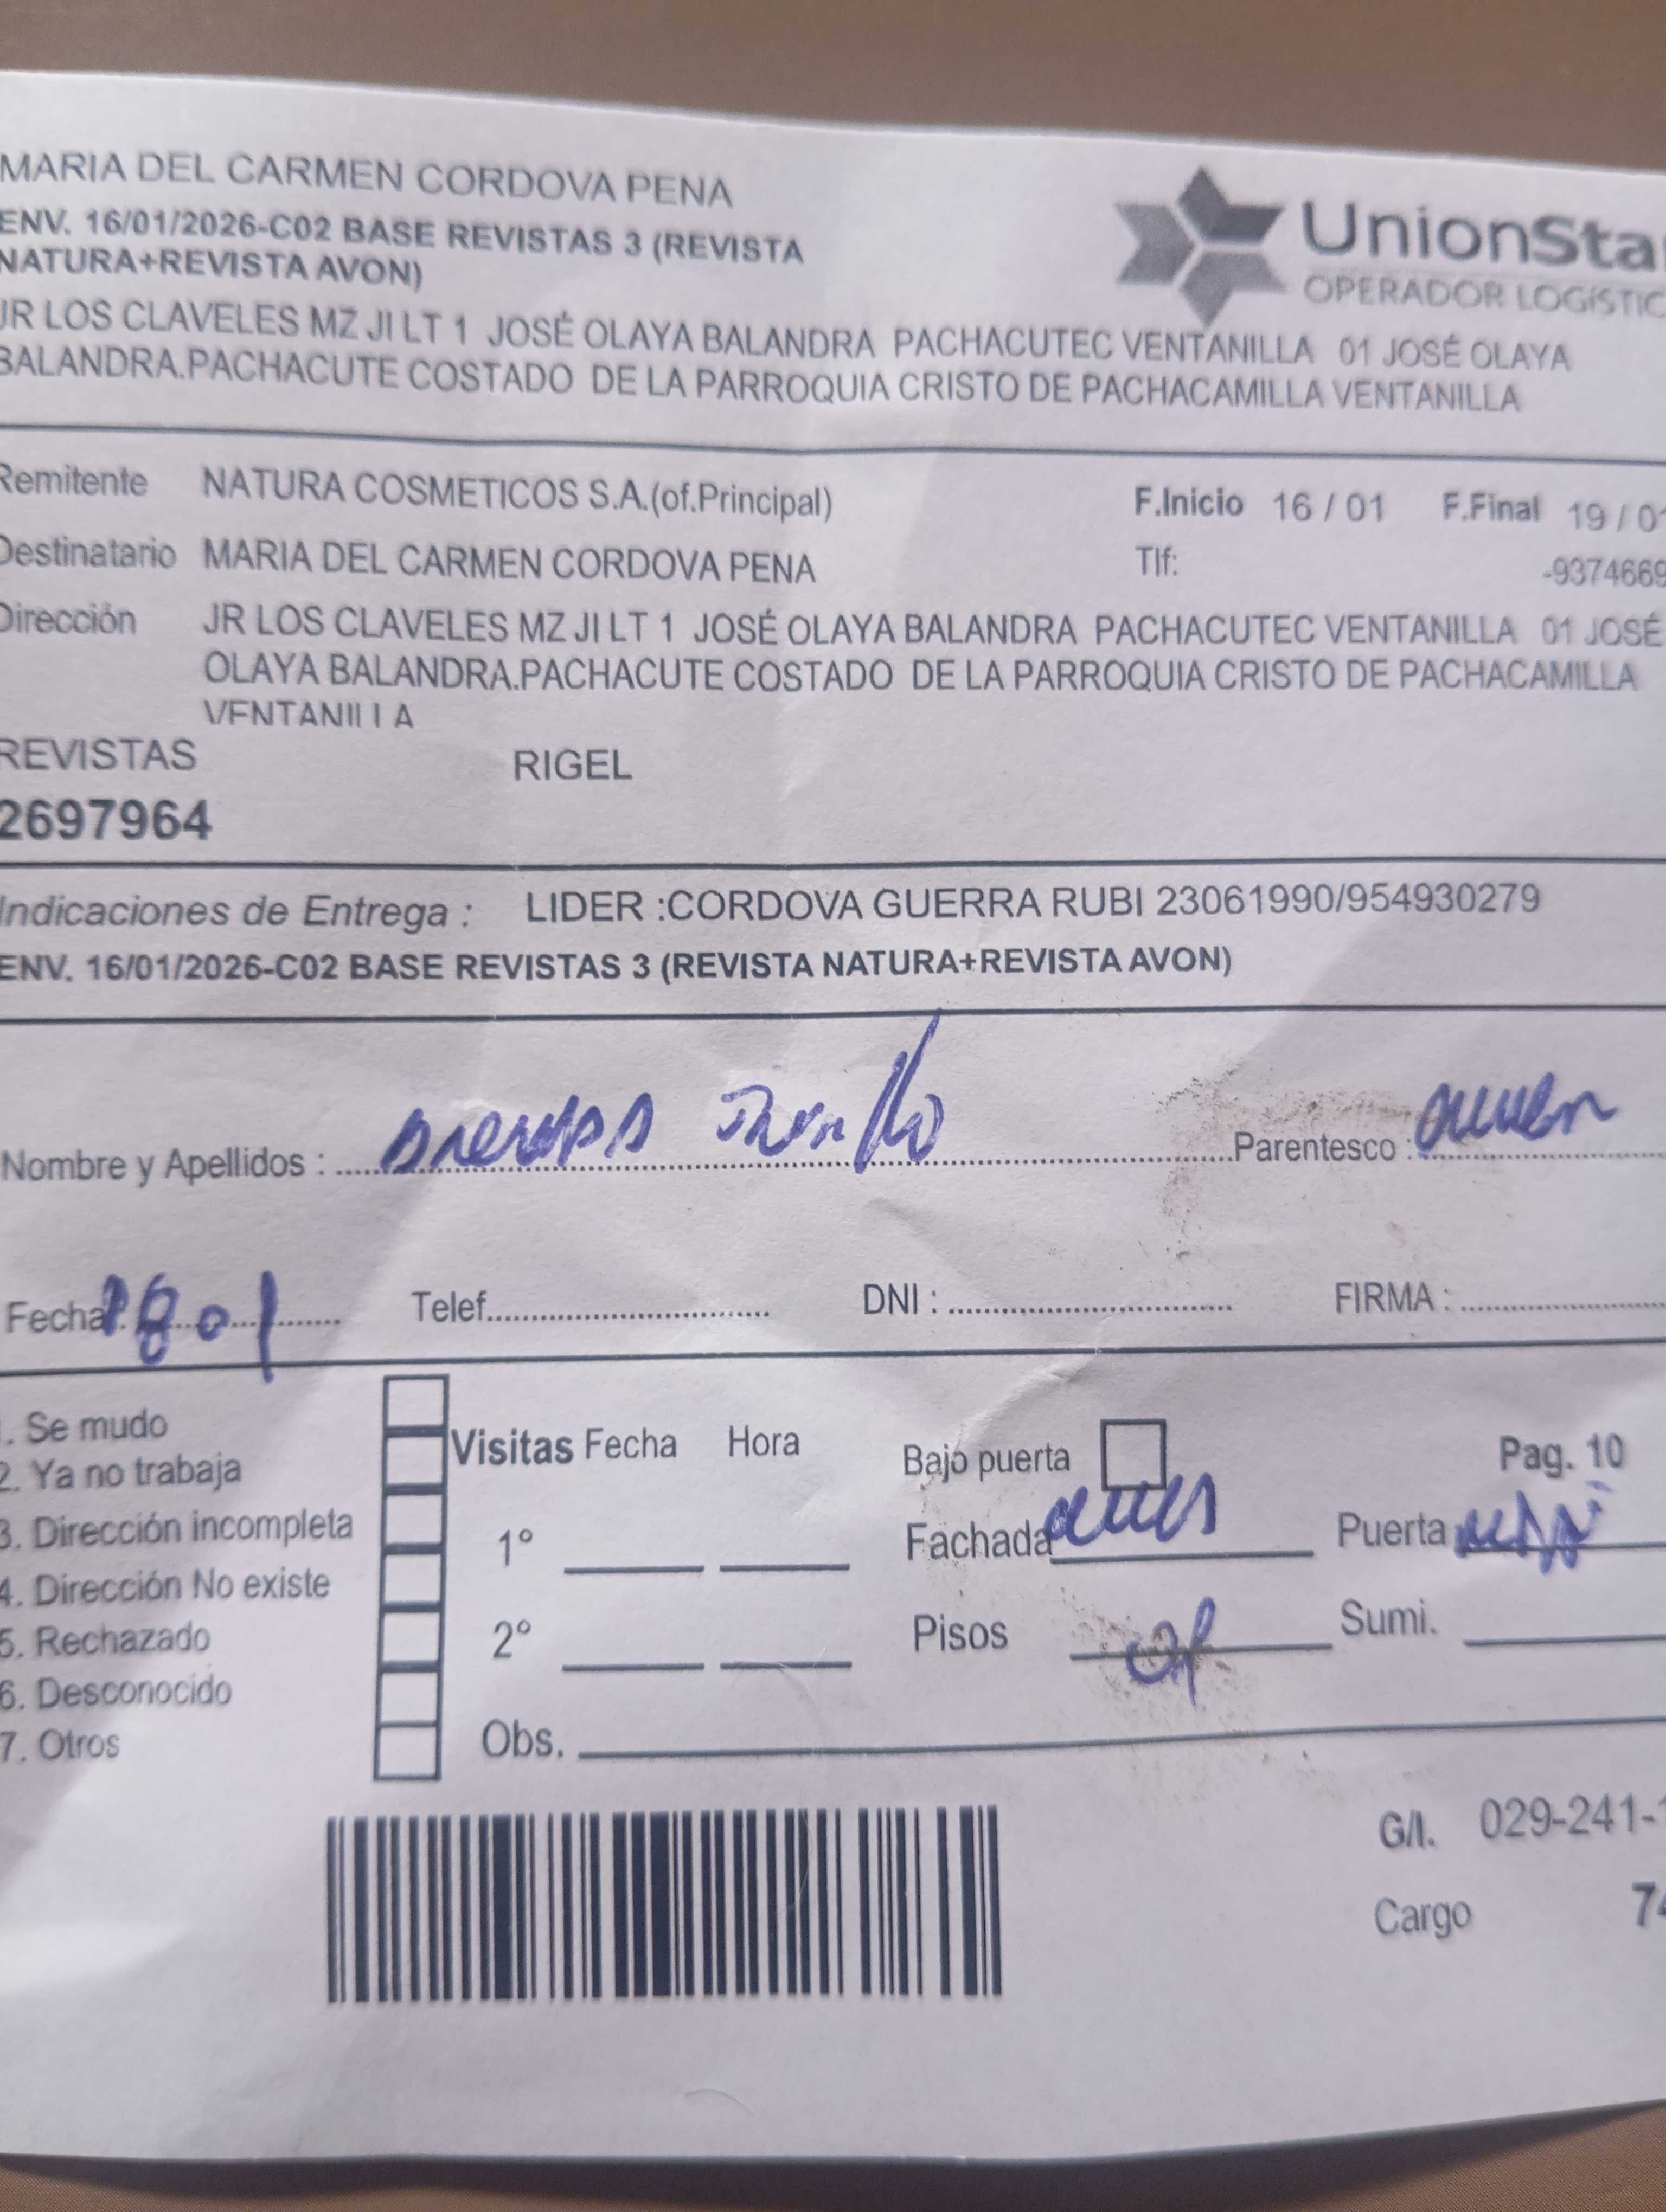 MARIA DEL CARMEN CORDOVA PENA
ENV. 16/01/2026-C02 BASE REVISTAS 3 (REVISTA
NATURA+REVISTA AVON)
UnionSta
OPERADOR LOGÍSTIC
JR LOS CLAVELES MZ JI LT 1 JOSÉ OLAYA BALANDRA PACHACUTEC VENTANILLA 01 JOSÉ OLAYA
BALANDRA.PACHACUTE COSTADO DE LA PARROQUIA CRISTO DE PACHACAMILLA VENTANILLA
Remitente NATURA COSMETICOS S.A.(of.Principal) F.Inicio 16 / 01 F.Final 19 / 01
Destinatario MARIA DEL CARMEN CORDOVA PENA Tlf: -9374669
Dirección JR LOS CLAVELES MZ JI LT 1 JOSÉ OLAYA BALANDRA PACHACUTEC VENTANILLA 01 JOSÉ
OLAYA BALANDRA.PACHACUTE COSTADO DE LA PARROQUIA CRISTO DE PACHACAMILLA
VENTANILLA
REVISTAS RIGEL
2697964
Indicaciones de Entrega : LIDER :CORDOVA GUERRA RUBI 23061990/954930279
ENV. 16/01/2026-C02 BASE REVISTAS 3 (REVISTA NATURA+REVISTA AVON)
Nombre y Apellidos : Parentesco :
Fecha: 18 01 Telef. DNI : FIRMA :
1. Se mudo
2. Ya no trabaja
3. Dirección incompleta
4. Dirección No existe
5. Rechazado
6. Desconocido
7. Otros
Visitas Fecha Hora
1°
2°
Obs.
Bajo puerta Pag. 10
Fachada Puerta
Pisos Sumi.
G/I. 029-241-
Cargo 74